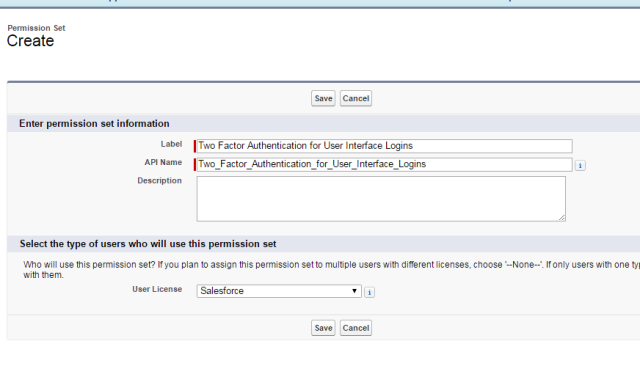 Permission Set
Create
Save Cancel
Enter permission set information
Label Two Factor Authentication for User Interface Logins
API Name Two_Factor_Authentication_for_User_Interface_Logins i
Description
Select the type of users who will use this permission set
Who will use this permission set? If you plan to assign this permission set to multiple users with different licenses, choose '--None--'. If only users with one
with them.
User License Salesforce i
Save Cancel